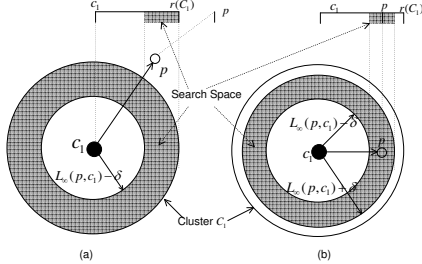 c₁ r(C₁) p
c₁ p r(C₁)
p
Search Space
c₁
L∞(p,c₁)−δ
L∞(p,c₁)−δ
p
c₁
L∞(p,c₁)+δ
Cluster C₁
(a) (b)